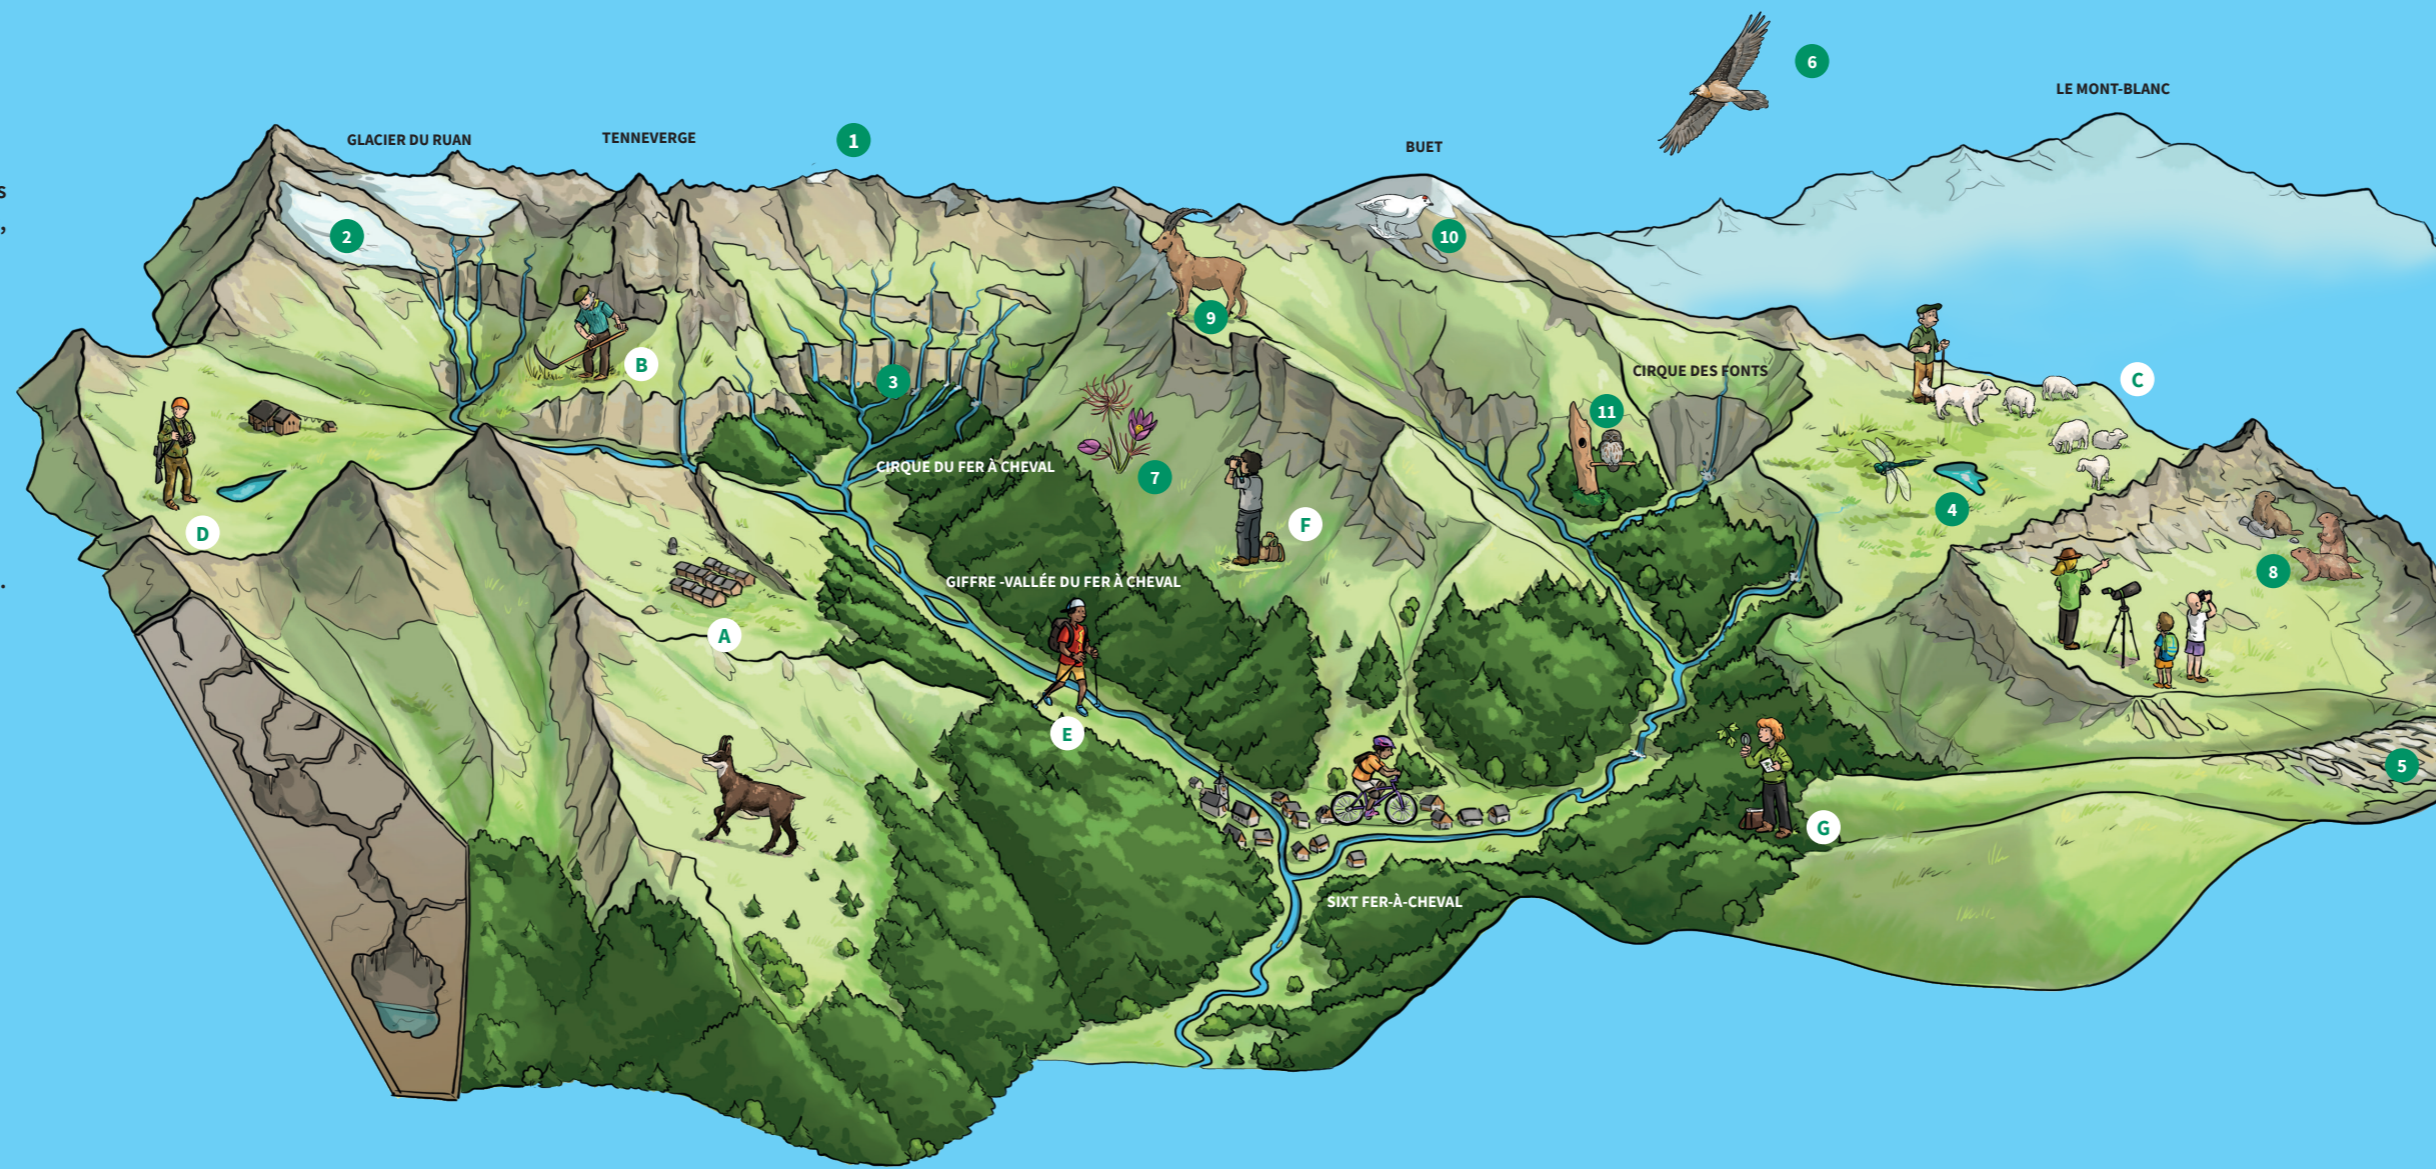 6
LE MONT-BLANC
GLACIER DU RUAN
TENNEVERGE
1
BUET
s
,
2
10
9
B
3
CIRQUE DES FONTS
C
11
CIRQUE DU FER À CHEVAL
7
4
D
F
8
GIFFRE -VALLÉE DU FER À CHEVAL
.
A
E
5
G
SIXT FER-À-CHEVAL